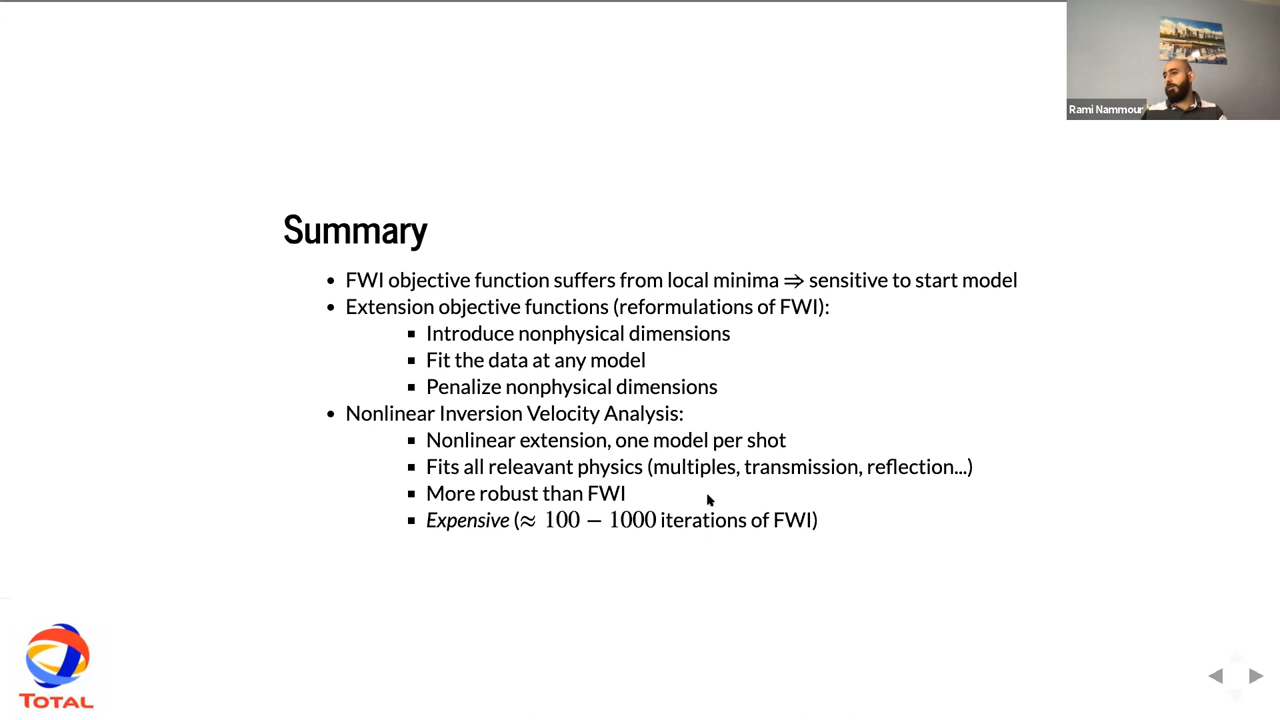 Rami Nammour
Summary
• FWI objective function suffers from local minima ⇒ sensitive to start model
• Extension objective functions (reformulations of FWI):
▪ Introduce nonphysical dimensions
▪ Fit the data at any model
▪ Penalize nonphysical dimensions
• Nonlinear Inversion Velocity Analysis:
▪ Nonlinear extension, one model per shot
▪ Fits all releavant physics (multiples, transmission, reflection...)
▪ More robust than FWI
▪ Expensive (≈ 100 − 1000 iterations of FWI)
TOTAL